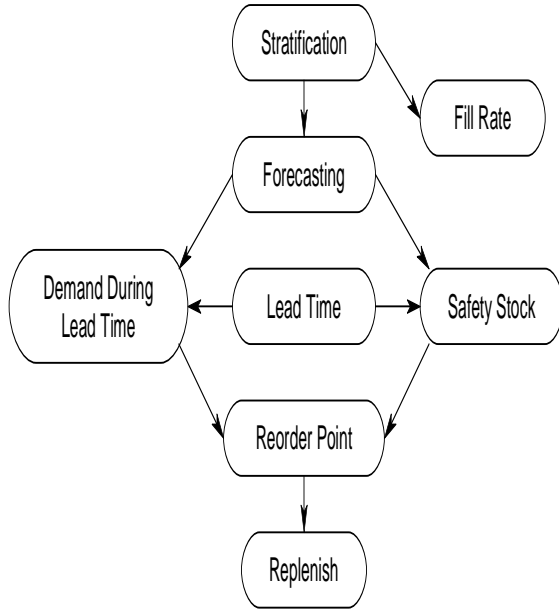 Stratification
Fill Rate
Forecasting
Demand During
Lead Time
Lead Time
Safety Stock
Reorder Point
Replenish